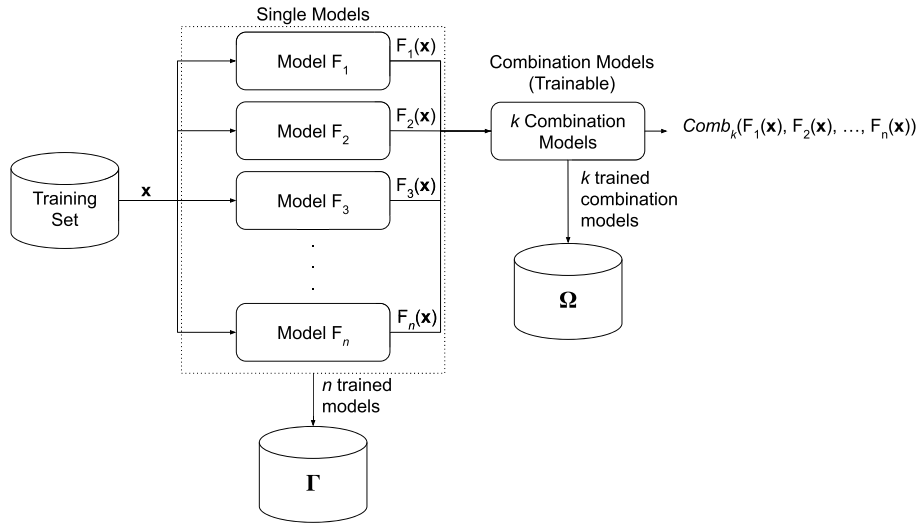 Single Models
Model F₁
F₁(x)
Model F₂
F₂(x)
Model F₃
F₃(x)
.
.
.
Model Fₙ
Fₙ(x)
Training
Set
x
Combination Models
(Trainable)
k Combination
Models
Combₖ(F₁(x), F₂(x), ..., Fₙ(x))
k trained
combination
models
Ω
n trained
models
Γ